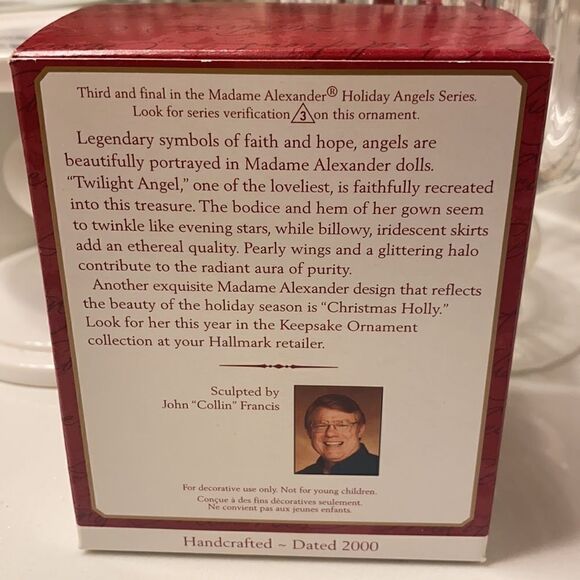 Third and final in the Madame Alexander® Holiday Angels Series.
Look for series verification 3 on this ornament.
Legendary symbols of faith and hope, angels are
beautifully portrayed in Madame Alexander dolls.
“Twilight Angel,” one of the loveliest, is faithfully recreated
into this treasure. The bodice and hem of her gown seem
to twinkle like evening stars, while billowy, iridescent skirts
add an ethereal quality. Pearly wings and a glittering halo
contribute to the radiant aura of purity.
Another exquisite Madame Alexander design that reflects
the beauty of the holiday season is “Christmas Holly.”
Look for her this year in the Keepsake Ornament
collection at your Hallmark retailer.
Sculpted by
John “Collin” Francis
For decorative use only. Not for young children.
Conçue à des fins décoratives seulement.
Ne convient pas aux jeunes enfants.
Handcrafted ~ Dated 2000